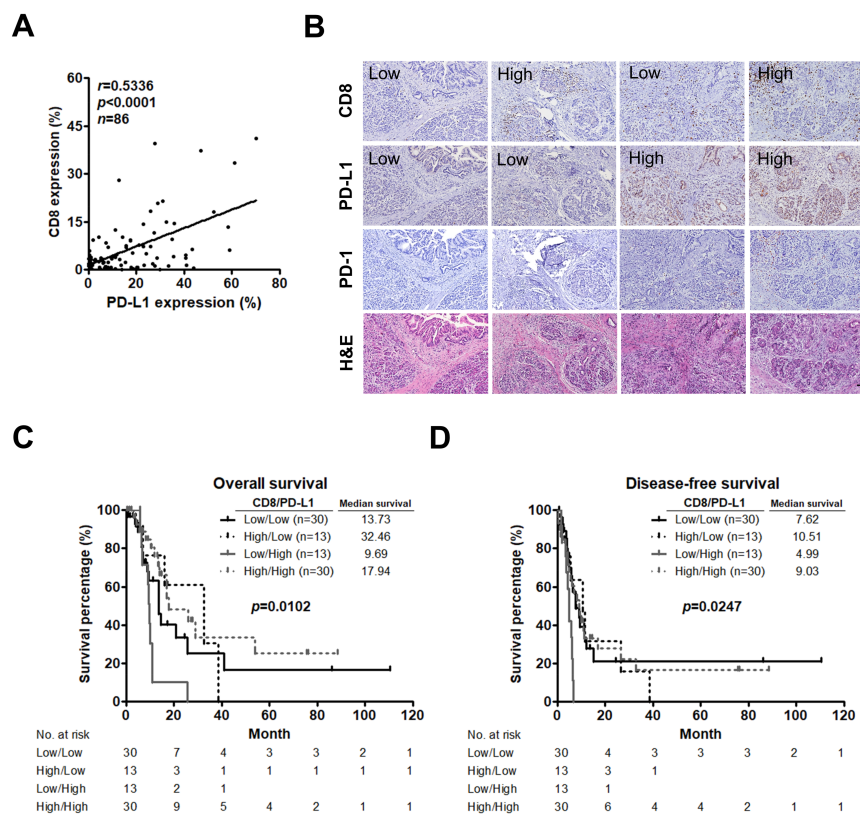 A
60
45
30
15
0
0 20 40 60 80
CD8 expression (%)
PD-L1 expression (%)
r=0.5336
p<0.0001
n=86
B
CD8
Low High Low High
PD-L1
Low Low High High
PD-1
H&E
C
Overall survival
CD8/PD-L1 Median survival
Low/Low (n=30) 13.73
High/Low (n=13) 32.46
Low/High (n=13) 9.69
High/High (n=30) 17.94
p=0.0102
Survival percentage (%)
100
80
60
40
20
0
0 20 40 60 80 100 120
Month
No. at risk
Low/Low 30 7 4 3 3 2 1
High/Low 13 3 1 1 1 1 1
Low/High 13 2 1
High/High 30 9 5 4 2 1 1
D
Disease-free survival
CD8/PD-L1 Median survival
Low/Low (n=30) 7.62
High/Low (n=13) 10.51
Low/High (n=13) 4.99
High/High (n=30) 9.03
p=0.0247
Survival percentage (%)
100
80
60
40
20
0
0 20 40 60 80 100 120
Month
No. at risk
Low/Low 30 4 3 3 3 2 1
High/Low 13 3 1
Low/High 13 1
High/High 30 6 4 4 2 1 1